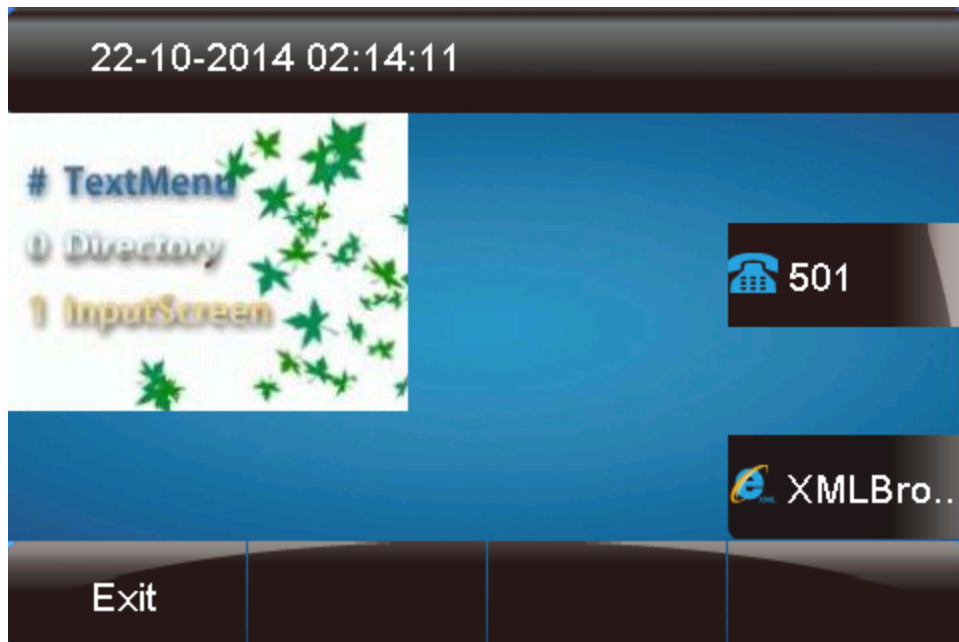 22-10-2014 02:14:11
# TextMenu
0 Directory
1 InputScreen
501
XMLBro..
Exit